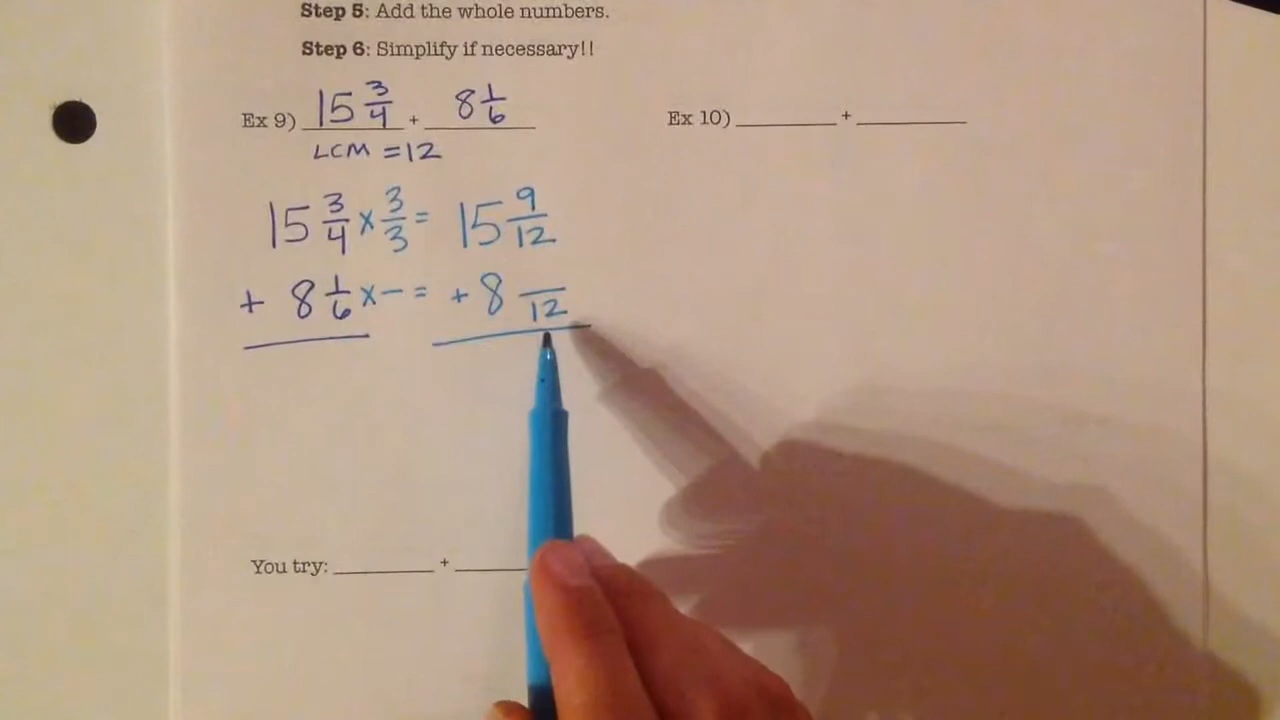 Step 5: Add the whole numbers.
Step 6: Simplify if necessary!!
Ex 9) 15 3/4 + 8 1/6
LCM = 12
Ex 10) ________ + ________
15 3/4 x 3/3 = 15 9/12
+ 8 1/6 x — = + 8 —/12
You try: ________ + ______